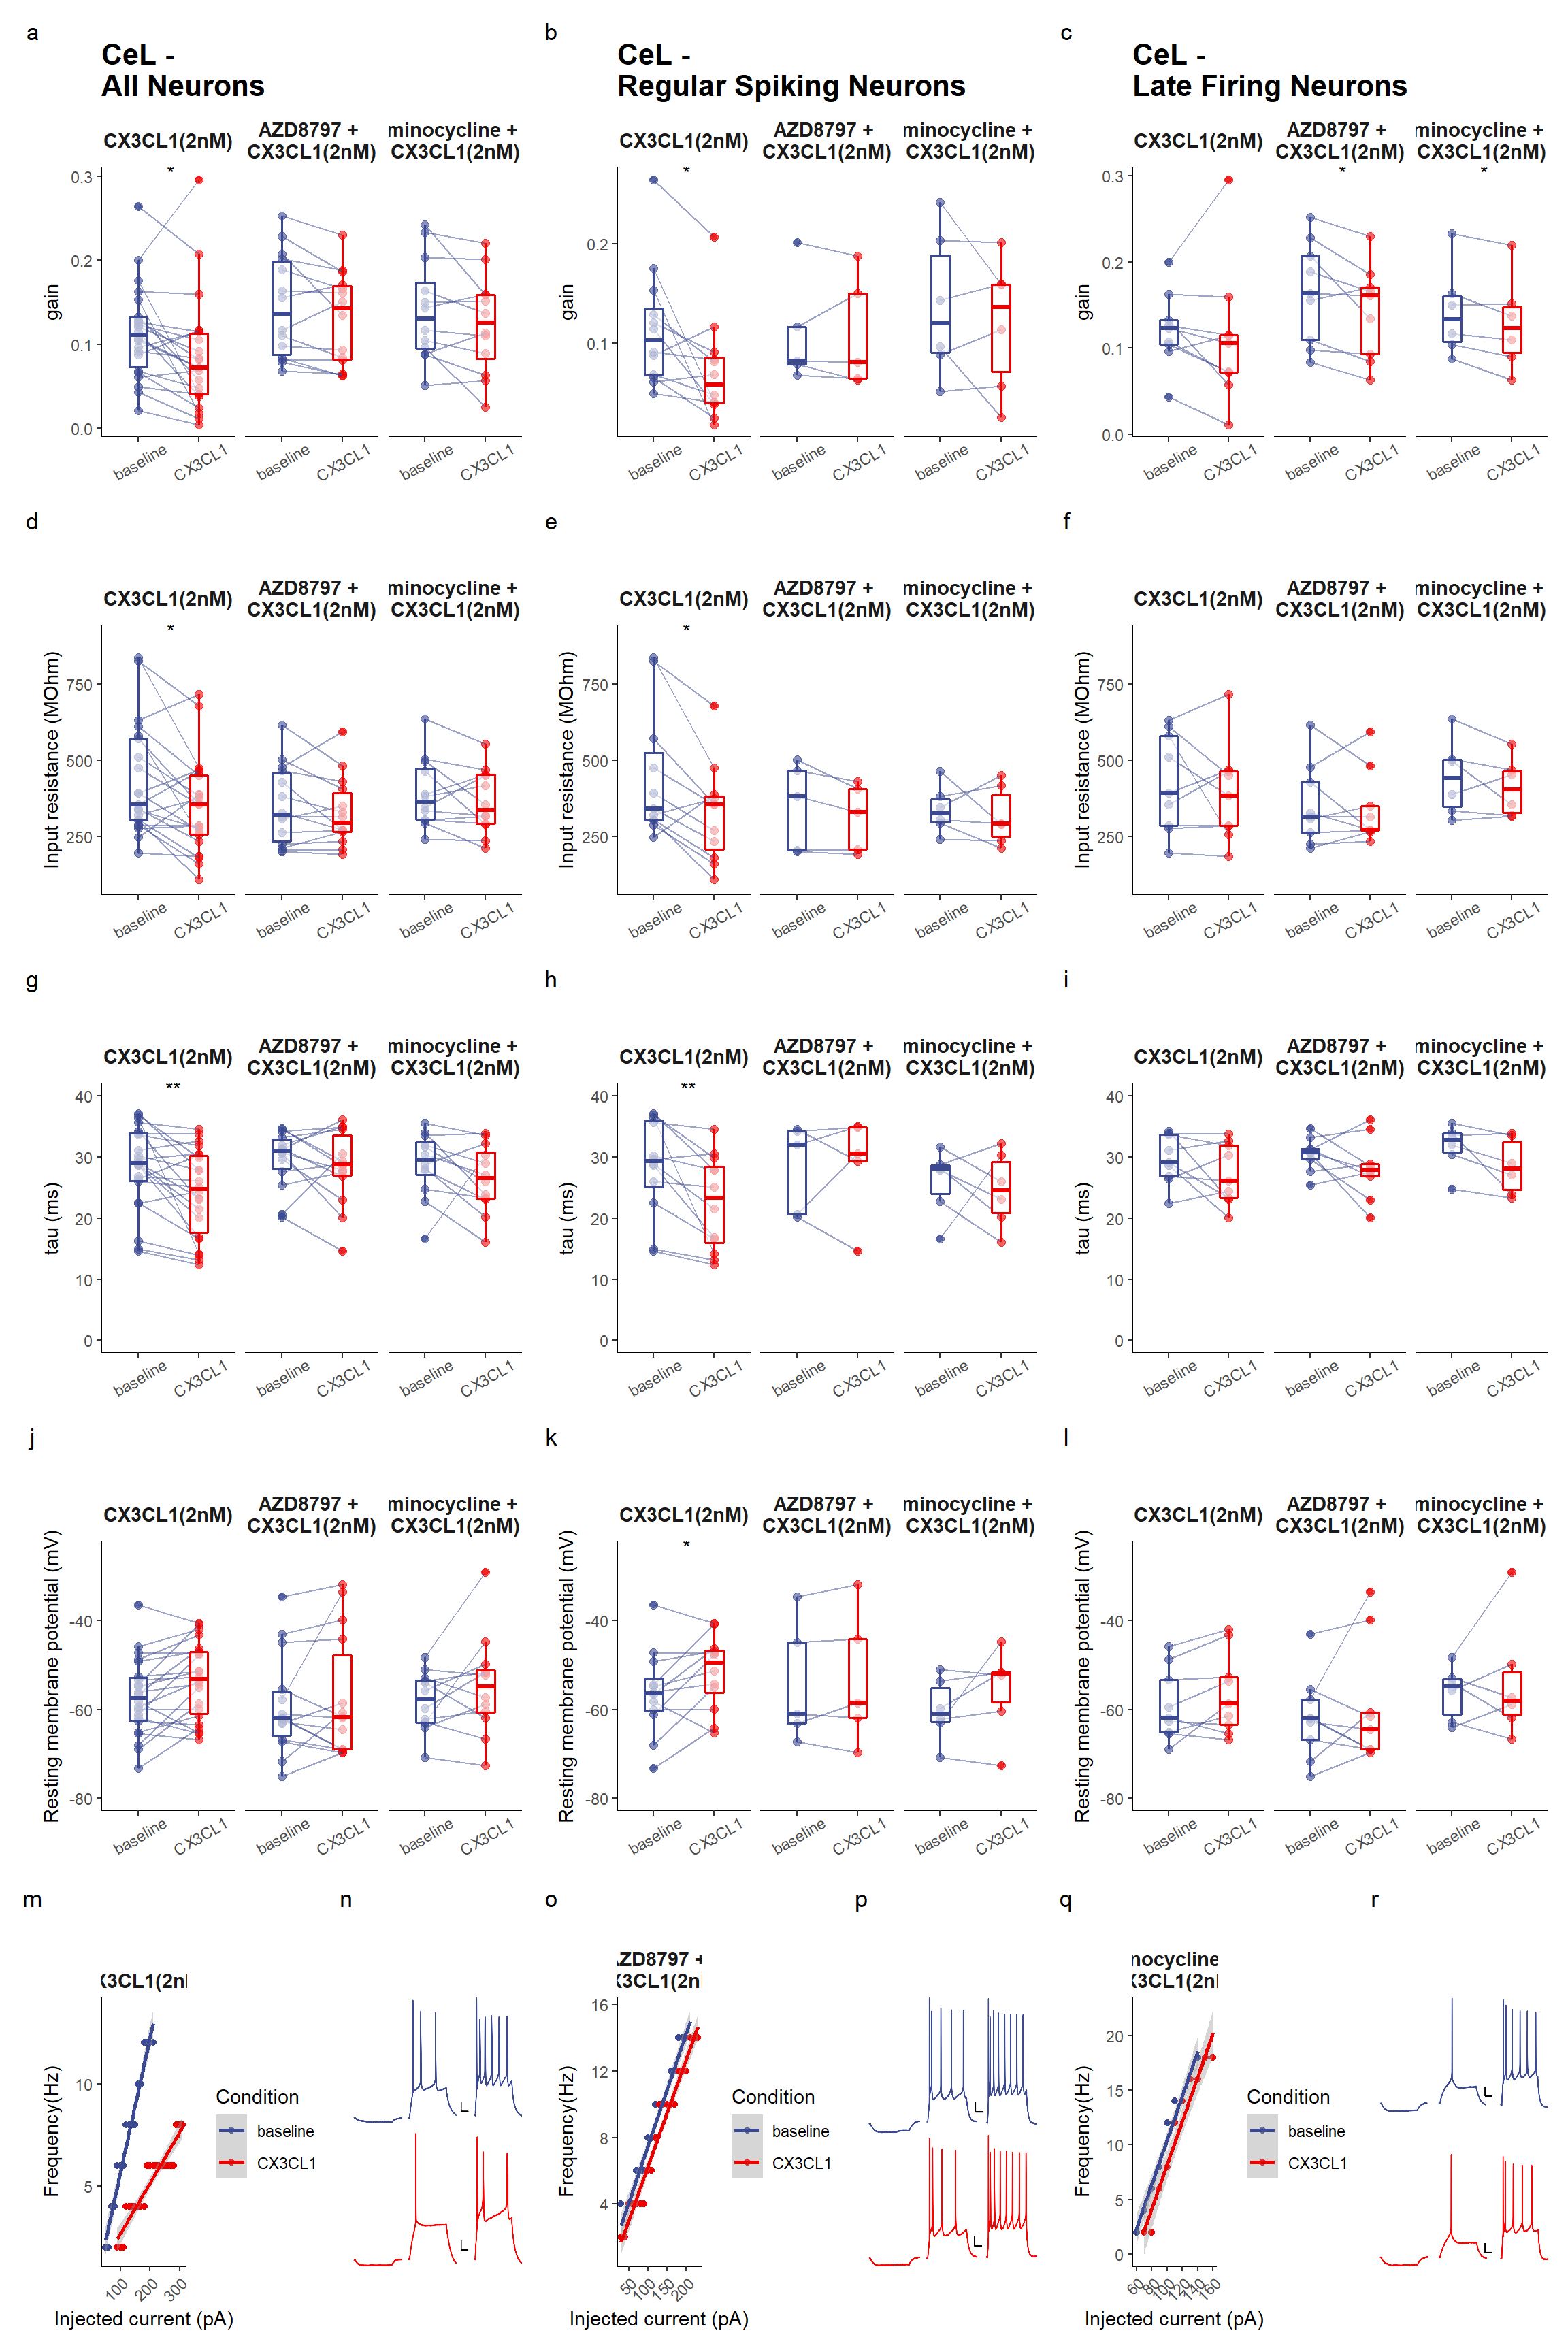 a
b
c
CeL -
All Neurons
CeL -
Regular Spiking Neurons
CeL -
Late Firing Neurons
CX3CL1(2nM)
AZD8797 +
CX3CL1(2nM)
minocycline +
CX3CL1(2nM)
CX3CL1(2nM)
AZD8797 +
CX3CL1(2nM)
minocycline +
CX3CL1(2nM)
CX3CL1(2nM)
AZD8797 +
CX3CL1(2nM)
minocycline +
CX3CL1(2nM)
*
*
*
*
gain
0.3
0.2
0.1
0.0
gain
0.2
0.1
gain
0.3
0.2
0.1
0.0
baseline
CX3CL1
baseline
CX3CL1
baseline
CX3CL1
baseline
CX3CL1
baseline
CX3CL1
baseline
CX3CL1
baseline
CX3CL1
baseline
CX3CL1
baseline
CX3CL1
d
e
f
CX3CL1(2nM)
AZD8797 +
CX3CL1(2nM)
minocycline +
CX3CL1(2nM)
CX3CL1(2nM)
AZD8797 +
CX3CL1(2nM)
minocycline +
CX3CL1(2nM)
CX3CL1(2nM)
AZD8797 +
CX3CL1(2nM)
minocycline +
CX3CL1(2nM)
*
*
Input resistance (MOhm)
750
500
250
Input resistance (MOhm)
750
500
250
Input resistance (MOhm)
750
500
250
baseline
CX3CL1
baseline
CX3CL1
baseline
CX3CL1
baseline
CX3CL1
baseline
CX3CL1
baseline
CX3CL1
baseline
CX3CL1
baseline
CX3CL1
baseline
CX3CL1
g
h
i
CX3CL1(2nM)
AZD8797 +
CX3CL1(2nM)
minocycline +
CX3CL1(2nM)
CX3CL1(2nM)
AZD8797 +
CX3CL1(2nM)
minocycline +
CX3CL1(2nM)
CX3CL1(2nM)
AZD8797 +
CX3CL1(2nM)
minocycline +
CX3CL1(2nM)
**
**
tau (ms)
40
30
20
10
0
tau (ms)
40
30
20
10
0
tau (ms)
40
30
20
10
0
baseline
CX3CL1
baseline
CX3CL1
baseline
CX3CL1
baseline
CX3CL1
baseline
CX3CL1
baseline
CX3CL1
baseline
CX3CL1
baseline
CX3CL1
baseline
CX3CL1
j
k
l
CX3CL1(2nM)
AZD8797 +
CX3CL1(2nM)
minocycline +
CX3CL1(2nM)
CX3CL1(2nM)
AZD8797 +
CX3CL1(2nM)
minocycline +
CX3CL1(2nM)
CX3CL1(2nM)
AZD8797 +
CX3CL1(2nM)
minocycline +
CX3CL1(2nM)
*
Resting membrane potential (mV)
-40
-60
-80
Resting membrane potential (mV)
-40
-60
-80
Resting membrane potential (mV)
-40
-60
-80
baseline
CX3CL1
baseline
CX3CL1
baseline
CX3CL1
baseline
CX3CL1
baseline
CX3CL1
baseline
CX3CL1
baseline
CX3CL1
baseline
CX3CL1
baseline
CX3CL1
m
n
o
p
q
r
X3CL1(2n
AZD8797 +
X3CL1(2n
nocycline
X3CL1(2n
Frequency(Hz)
10
5
100
200
300
Injected current (pA)
Condition
baseline
CX3CL1
Frequency(Hz)
16
12
8
4
50
100
150
200
Injected current (pA)
Condition
baseline
CX3CL1
Frequency(Hz)
20
15
10
5
0
60
80
100
120
140
160
Injected current (pA)
Condition
baseline
CX3CL1